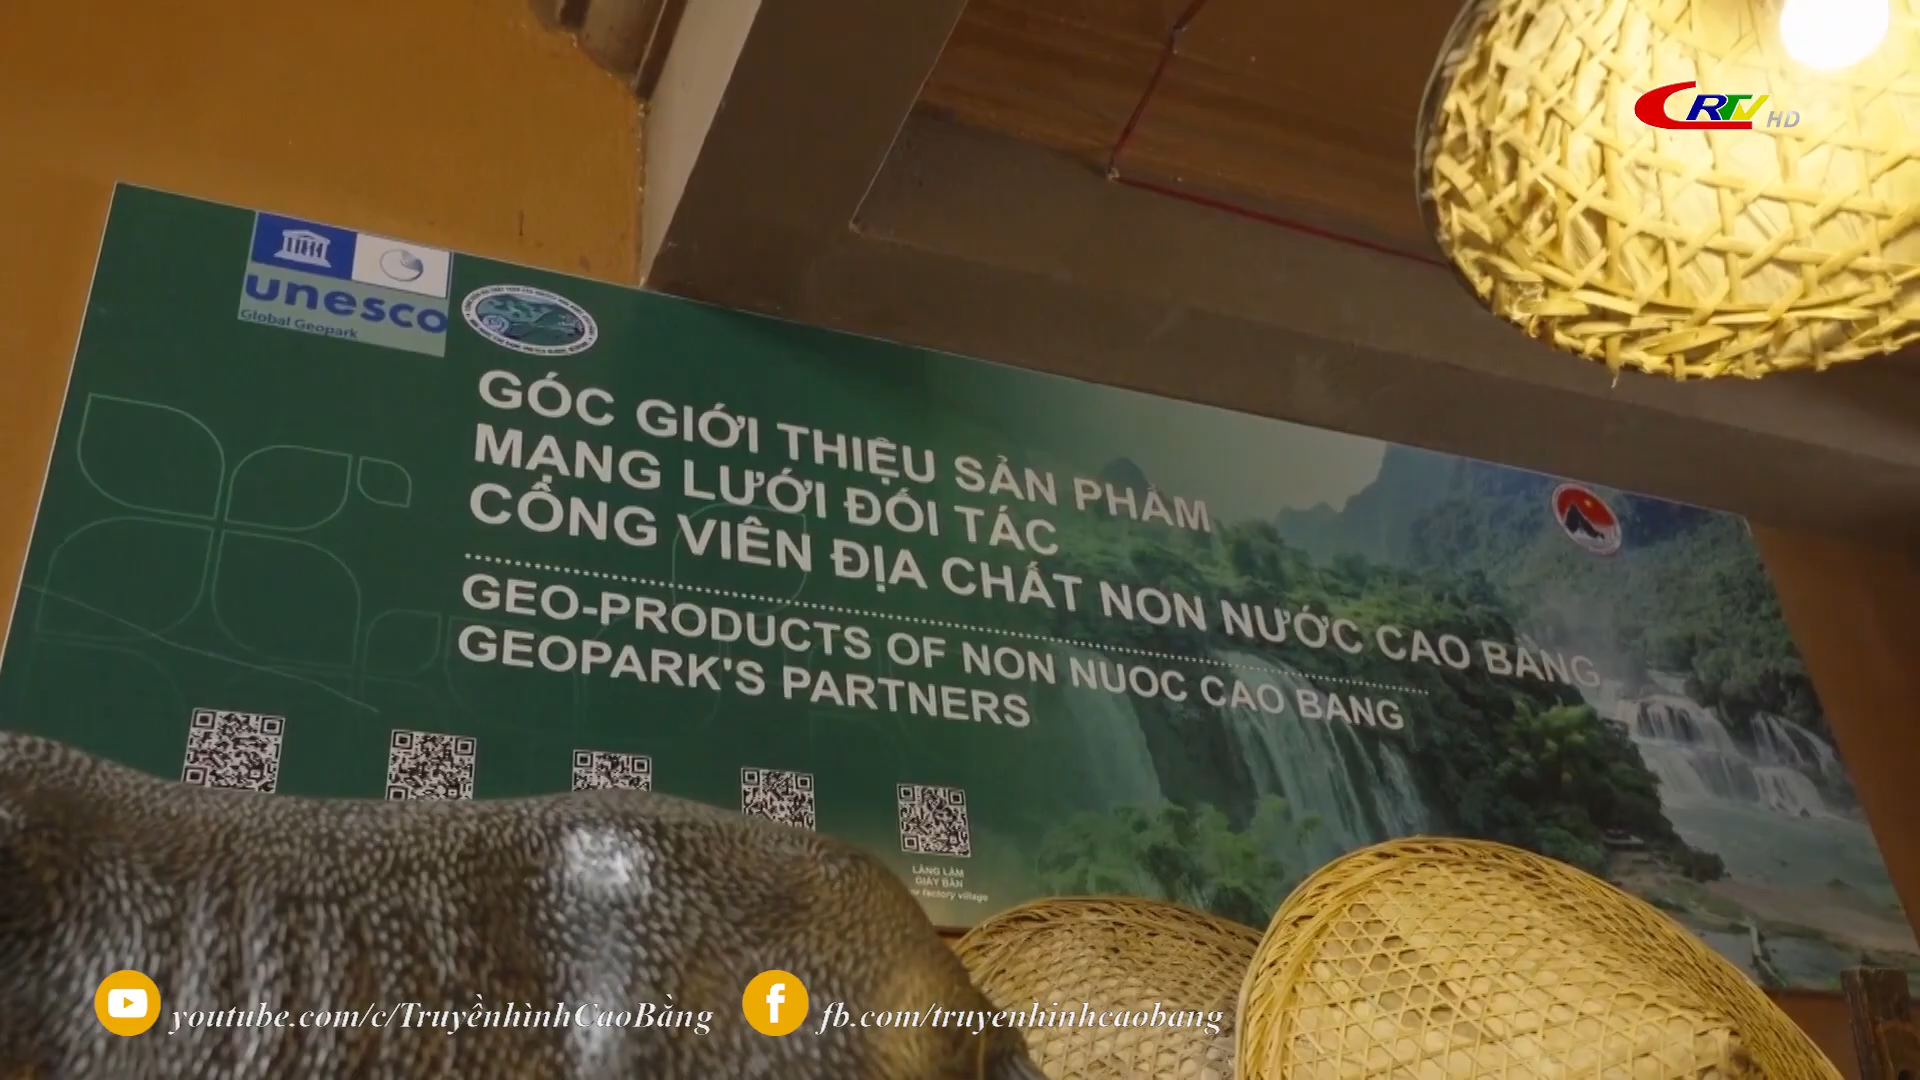 CRTV HD
unesco
Global Geopark
GÓC GIỚI THIỆU SẢN PHẨM
MẠNG LƯỚI ĐỐI TÁC
CÔNG VIÊN ĐỊA CHẤT NON NƯỚC CAO BẰNG
GEO-PRODUCTS OF NON NUOC CAO BANG
GEOPARK'S PARTNERS
LÀNG LÀM
GIẤY BẢN
factory village
youtube.com/c/TruyềnhìnhCaoBằng
fb.com/truyenhinhcaobang